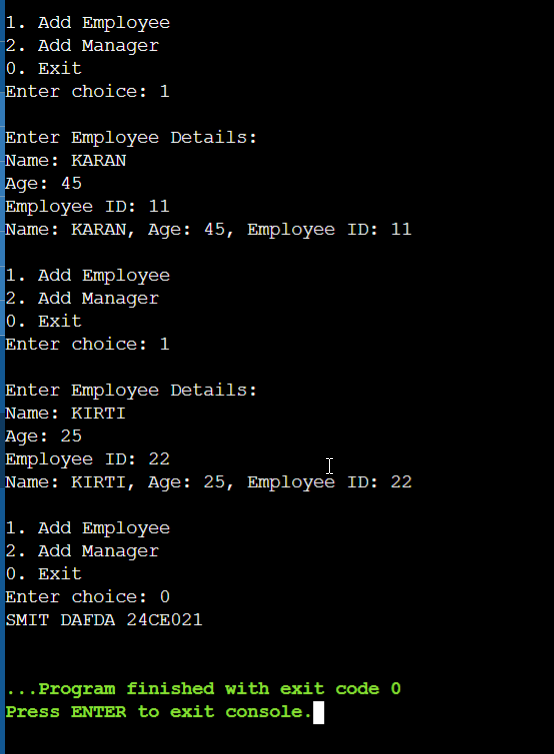 1. Add Employee
2. Add Manager
0. Exit
Enter choice: 1
Enter Employee Details:
Name: KARAN
Age: 45
Employee ID: 11
Name: KARAN, Age: 45, Employee ID: 11
1. Add Employee
2. Add Manager
0. Exit
Enter choice: 1
Enter Employee Details:
Name: KIRTI
Age: 25
Employee ID: 22
Name: KIRTI, Age: 25, Employee ID: 22
1. Add Employee
2. Add Manager
0. Exit
Enter choice: 0
SMIT DAFDA 24CE021
...Program finished with exit code 0
Press ENTER to exit console.